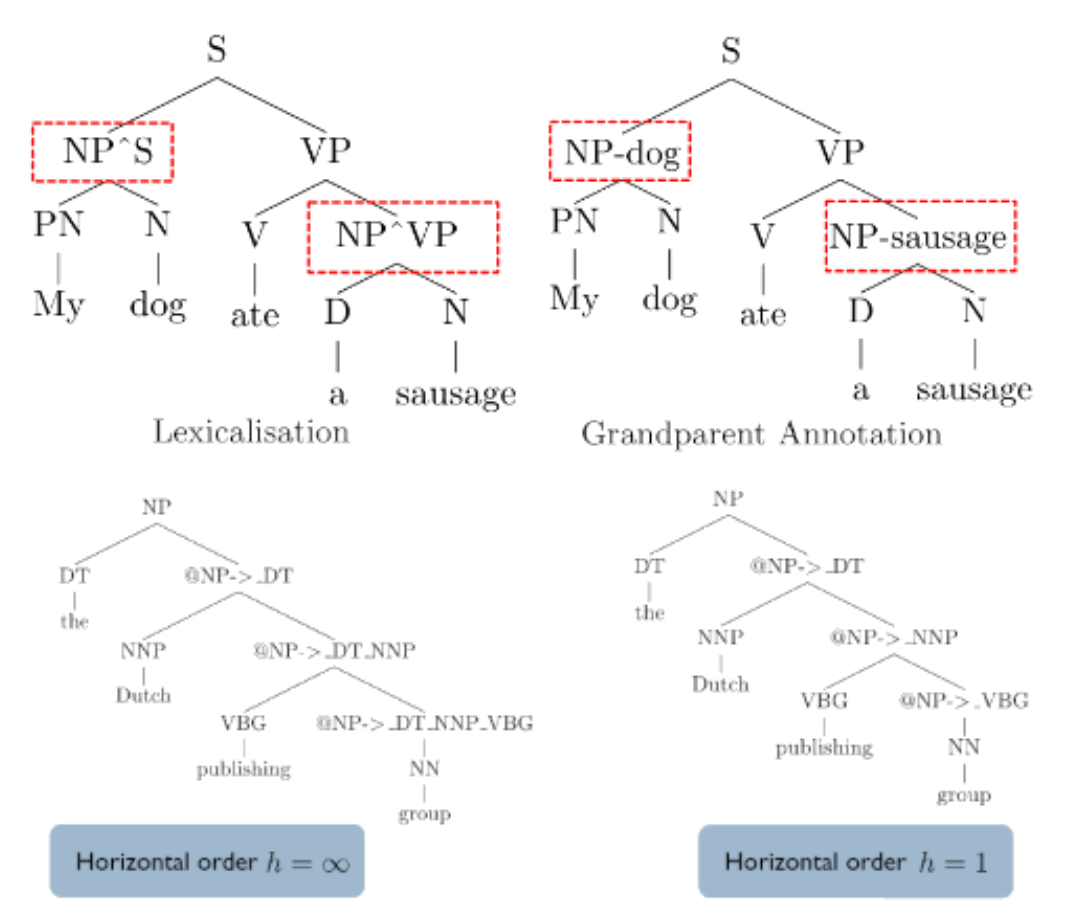 S
NP^S VP
PN N V NP^VP
My dog ate D N
a sausage
Lexicalisation
S
NP-dog VP
PN N V NP-sausage
My dog ate D N
a sausage
Grandparent Annotation
NP
DT @NP->_DT
the
NNP @NP->_DT_NNP
Dutch
VBG @NP->_DT_NNP_VBG
publishing NN
group
Horizontal order h = ∞
NP
DT @NP->_DT
the
NNP @NP->_NNP
Dutch
VBG @NP->_VBG
publishing NN
group
Horizontal order h = 1